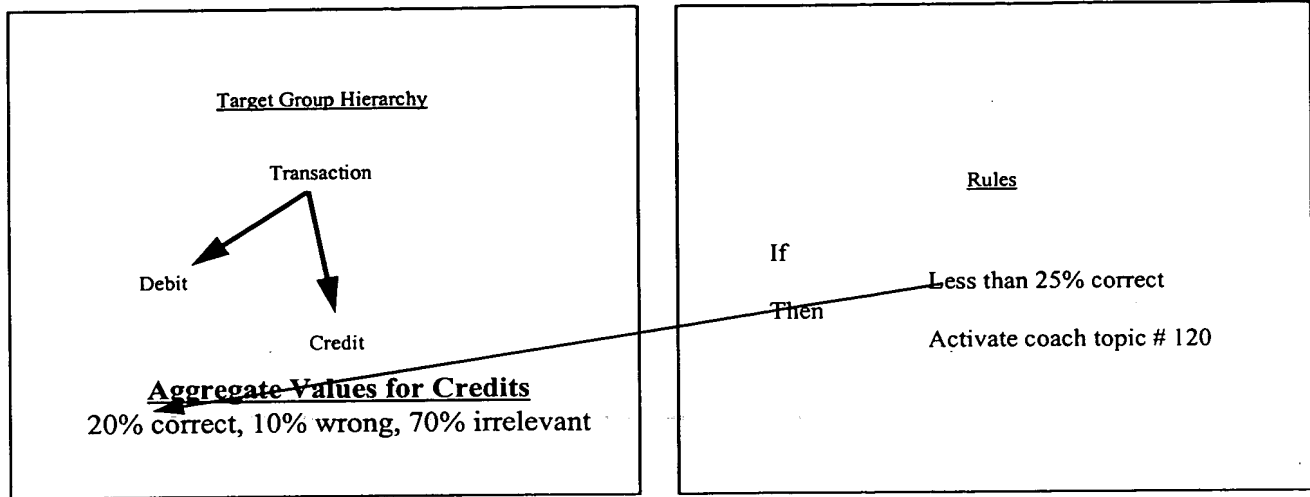 Target Group Hierarchy
Transaction
Debit
Credit
Aggregate Values for Credits
20% correct, 10% wrong, 70% irrelevant
Rules
If
Less than 25% correct
Then
Activate coach topic # 120